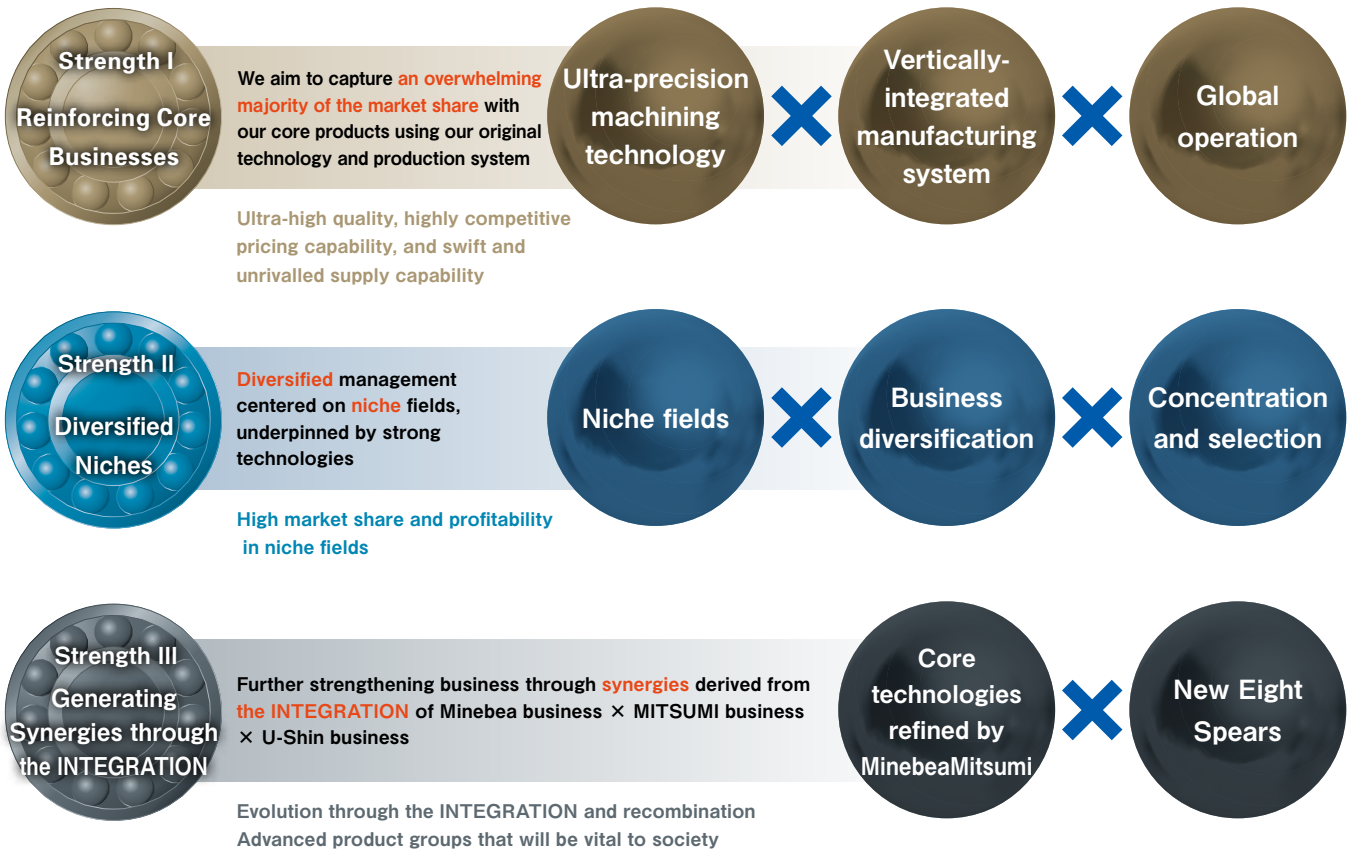 Strength I
Reinforcing Core
Businesses
We aim to capture an overwhelming
majority of the market share with
our core products using our original
technology and production system
Ultra-high quality, highly competitive
pricing capability, and swift and
unrivalled supply capability
Ultra-precision
machining
technology
Vertically-
integrated
manufacturing
system
Global
operation
Strength II
Diversified
Niches
Diversified management
centered on niche fields,
underpinned by strong
technologies
High market share and profitability
in niche fields
Niche fields
Business
diversification
Concentration
and selection
Strength III
Generating
Synergies through
the INTEGRATION
Further strengthening business through synergies derived from
the INTEGRATION of Minebea business × MITSUMI business
× U-Shin business
Evolution through the INTEGRATION and recombination
Advanced product groups that will be vital to society
Core
technologies
refined by
MinebeaMitsumi
New Eight
Spears